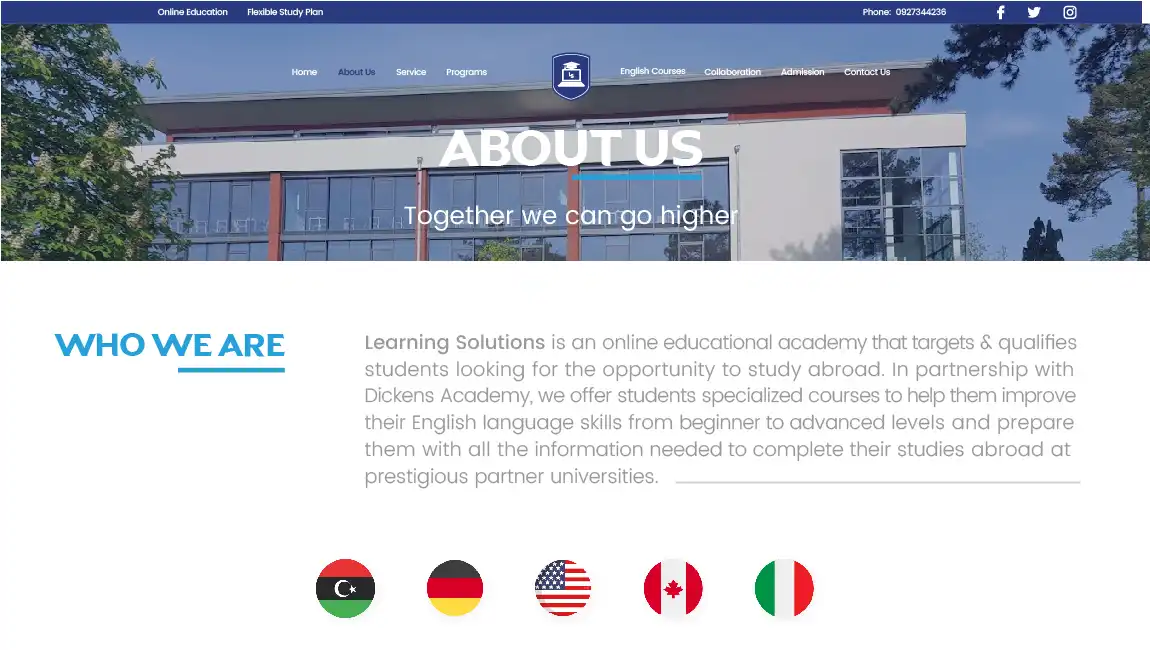 Online Education Flexible Study Plan Phone: 0927344236
Home About Us Service Programs English Courses Collaboration Admission Contact Us
ABOUT US
Together we can go higher
WHO WE ARE
Learning Solutions is an online educational academy that targets & qualifies
students looking for the opportunity to study abroad. In partnership with
Dickens Academy, we offer students specialized courses to help them improve
their English language skills from beginner to advanced levels and prepare
them with all the information needed to complete their studies abroad at
prestigious partner universities.